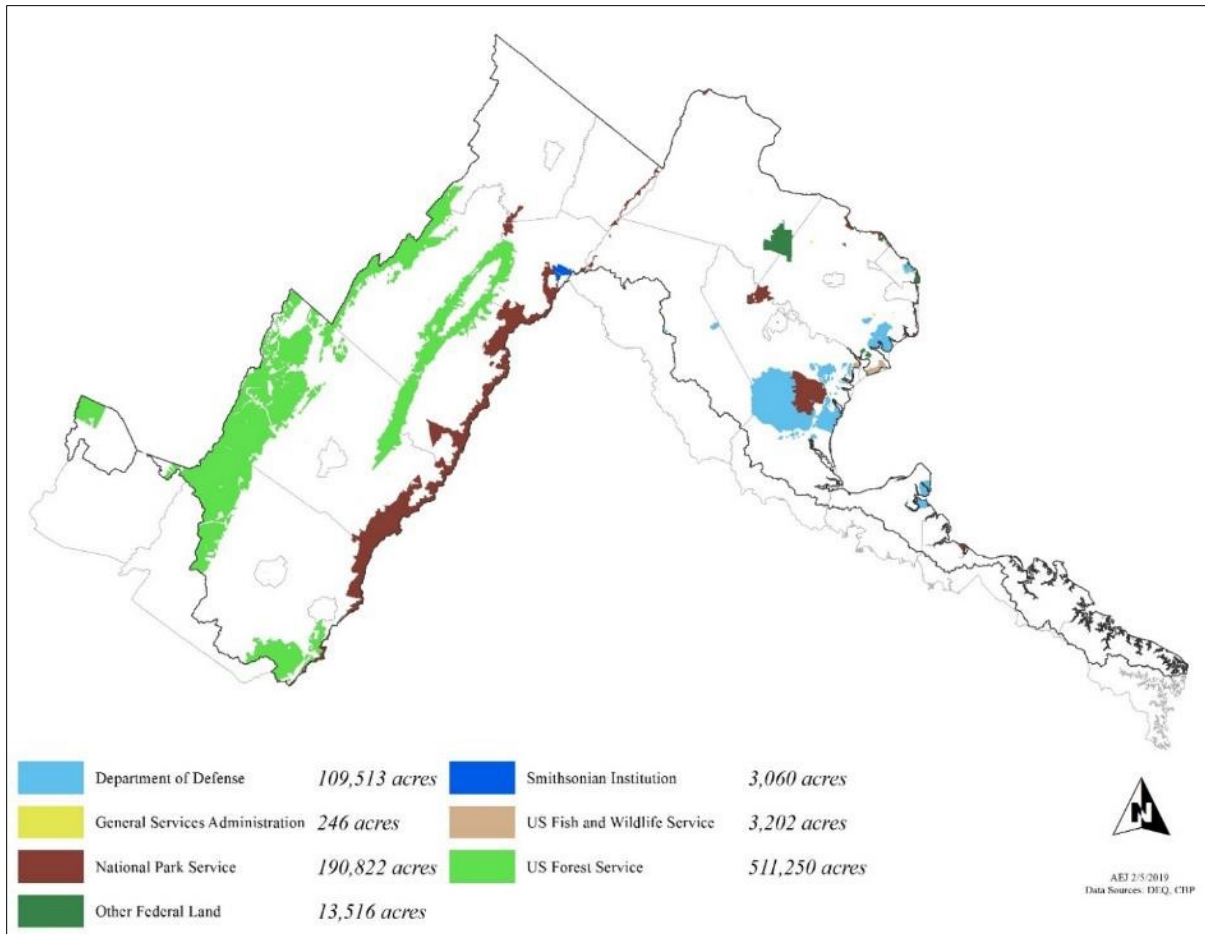 Department of Defense 109,513 acres
Smithsonian Institution 3,060 acres
General Services Administration 246 acres
US Fish and Wildlife Service 3,202 acres
National Park Service 190,822 acres
US Forest Service 511,250 acres
Other Federal Land 13,516 acres
N
AEJ 2/5/2019
Data Sources: DEQ, CBP